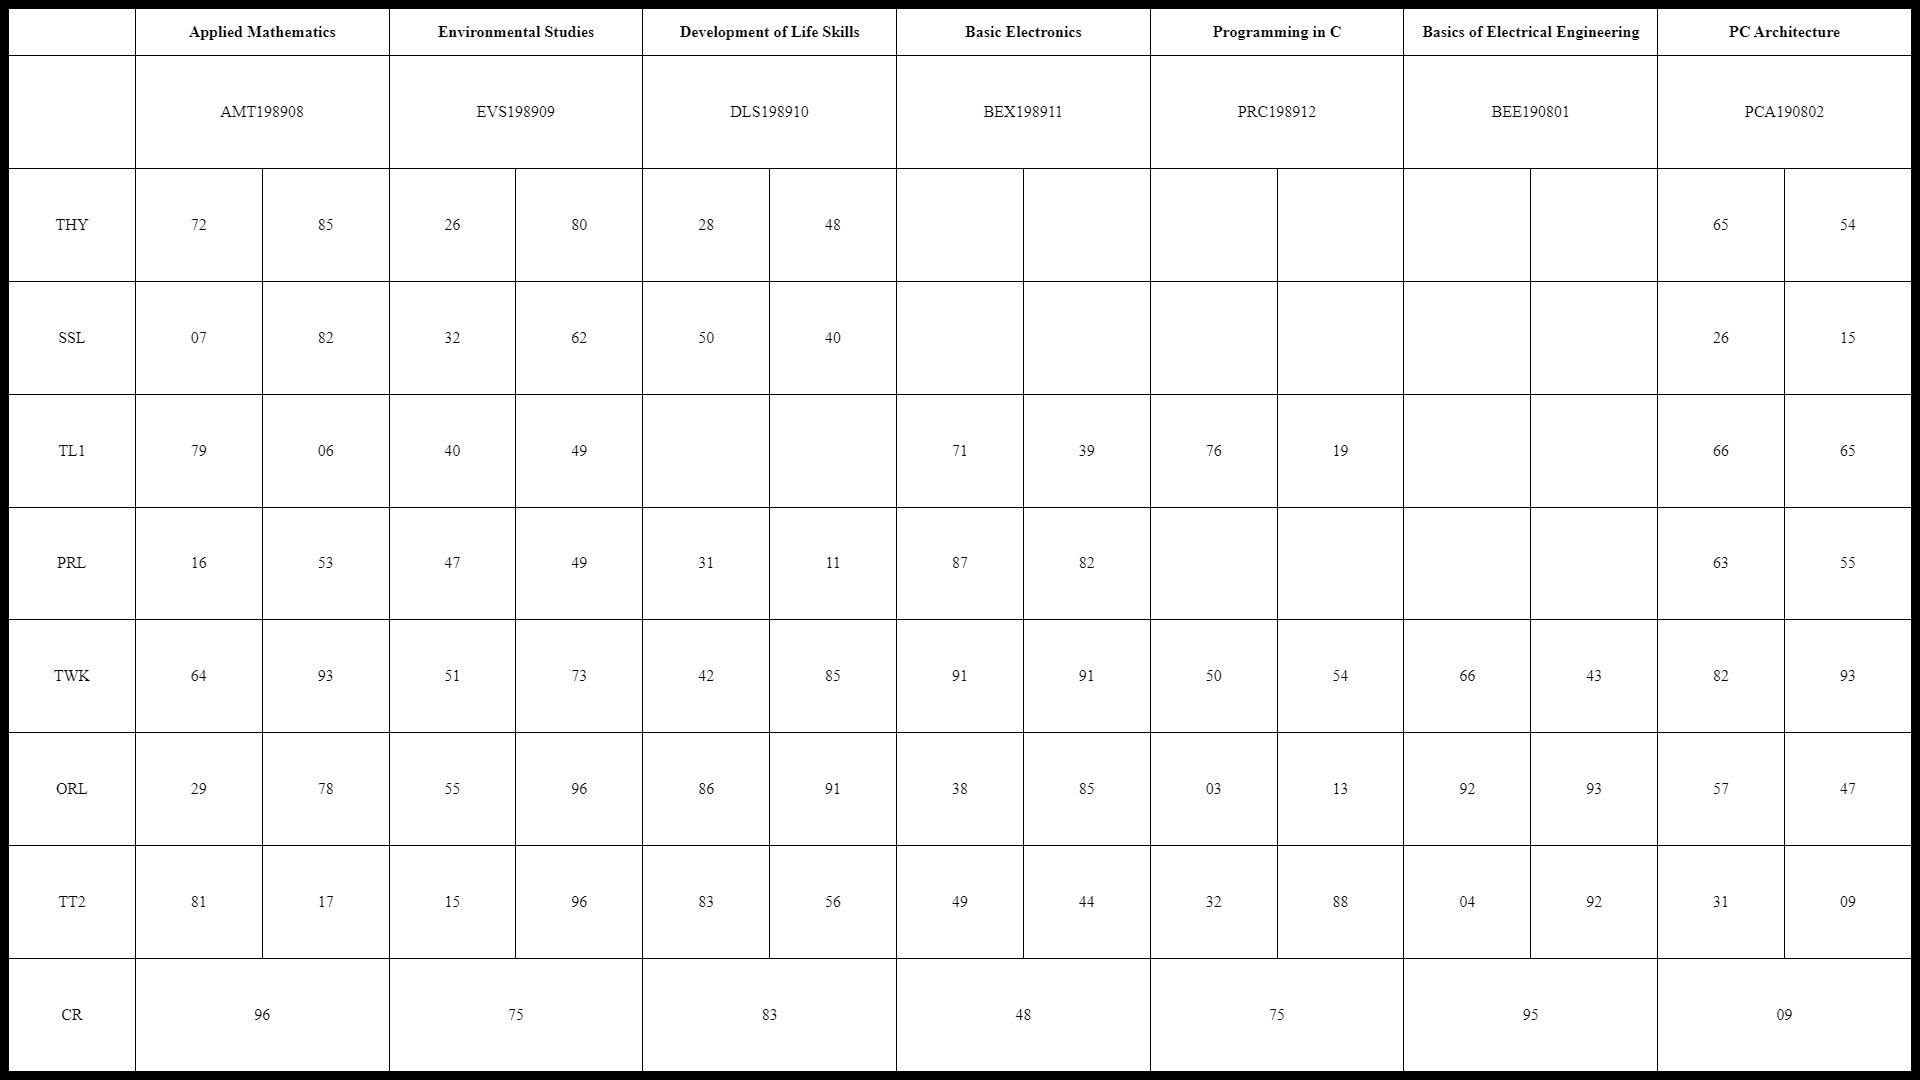 Applied Mathematics Environmental Studies Development of Life Skills Basic Electronics Programming in C Basics of Electrical Engineering PC Architecture
AMT198908 EVS198909 DLS198910 BEX198911 PRC198912 BEE190801 PCA190802
THY 72 85 26 80 28 48 65 54
SSL 07 82 32 62 50 40 26 15
TL1 79 06 40 49 71 39 76 19 66 65
PRL 16 53 47 49 31 11 87 82 63 55
TWK 64 93 51 73 42 85 91 91 50 54 66 43 82 93
ORL 29 78 55 96 86 91 38 85 03 13 92 93 57 47
TT2 81 17 15 96 83 56 49 44 32 88 04 92 31 09
CR 96 75 83 48 75 95 09